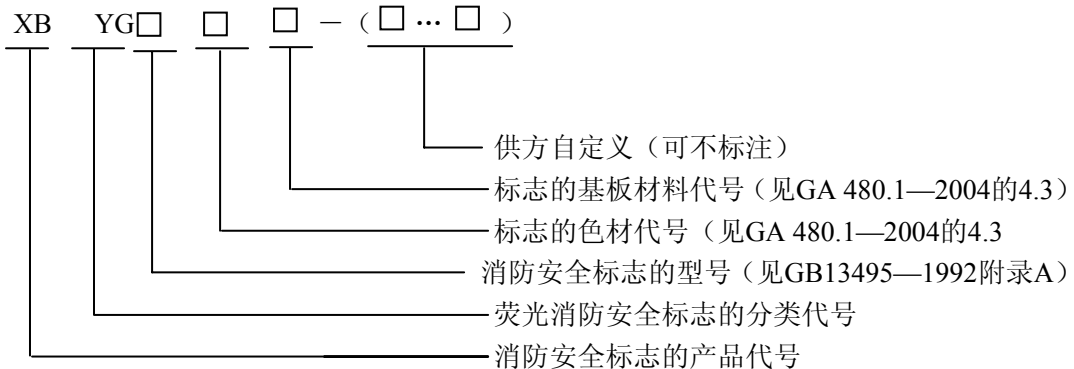 XB YG□ □ □ －（□ … □ ）
供方自定义（可不标注）
标志的基板材料代号（见GA 480.1—2004的4.3）
标志的色材代号（见GA 480.1—2004的4.3
消防安全标志的型号（见GB13495—1992附录A）
荧光消防安全标志的分类代号
消防安全标志的产品代号